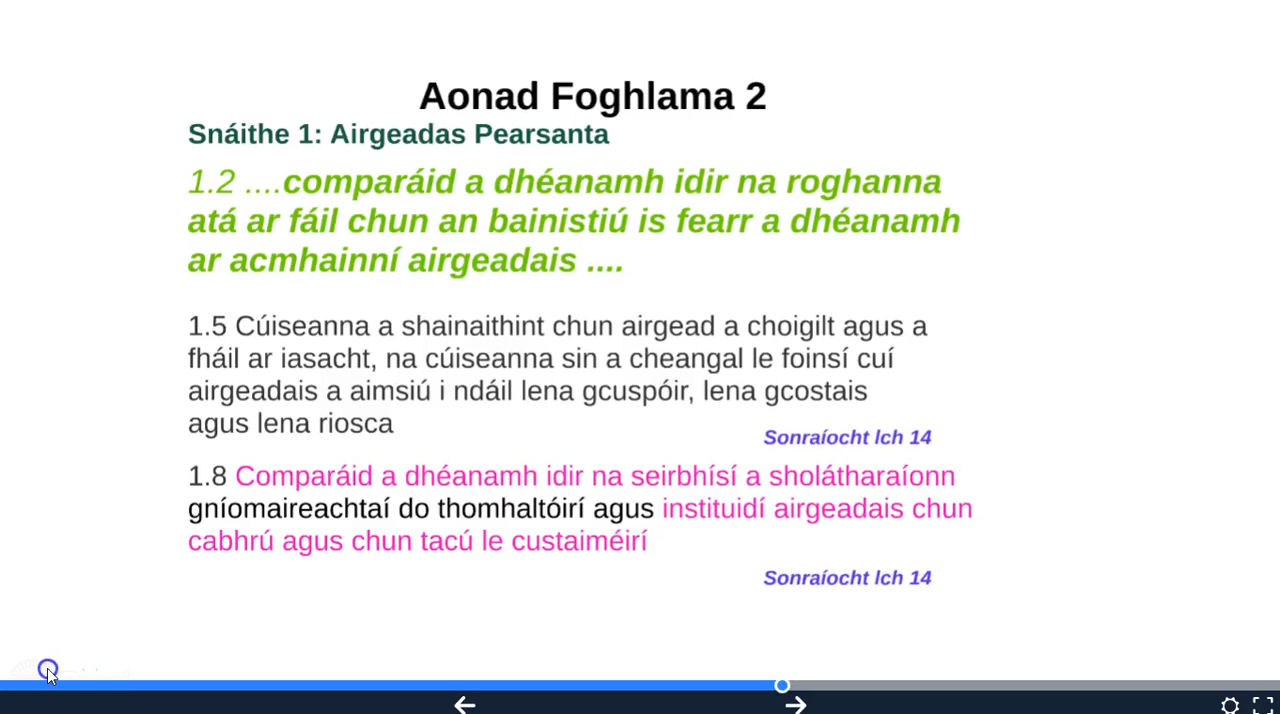 Aonad Foghlama 2
Snáithe 1: Airgeadas Pearsanta
1.2 ....comparáid a dhéanamh idir na roghanna
atá ar fáil chun an bainistiú is fearr a dhéanamh
ar acmhainní airgeadais ....
1.5 Cúiseanna a shainaithint chun airgead a choigilt agus a
fháil ar iasacht, na cúiseanna sin a cheangal le foinsí cuí
airgeadais a aimsiú i ndáil lena gcuspóir, lena gcostais
agus lena riosca
Sonraíocht lch 14
1.8 Comparáid a dhéanamh idir na seirbhísí a sholátharaíonn
gníomaireachtaí do thomhaltóirí agus instituidí airgeadais chun
cabhrú agus chun tacú le custaiméirí
Sonraíocht lch 14